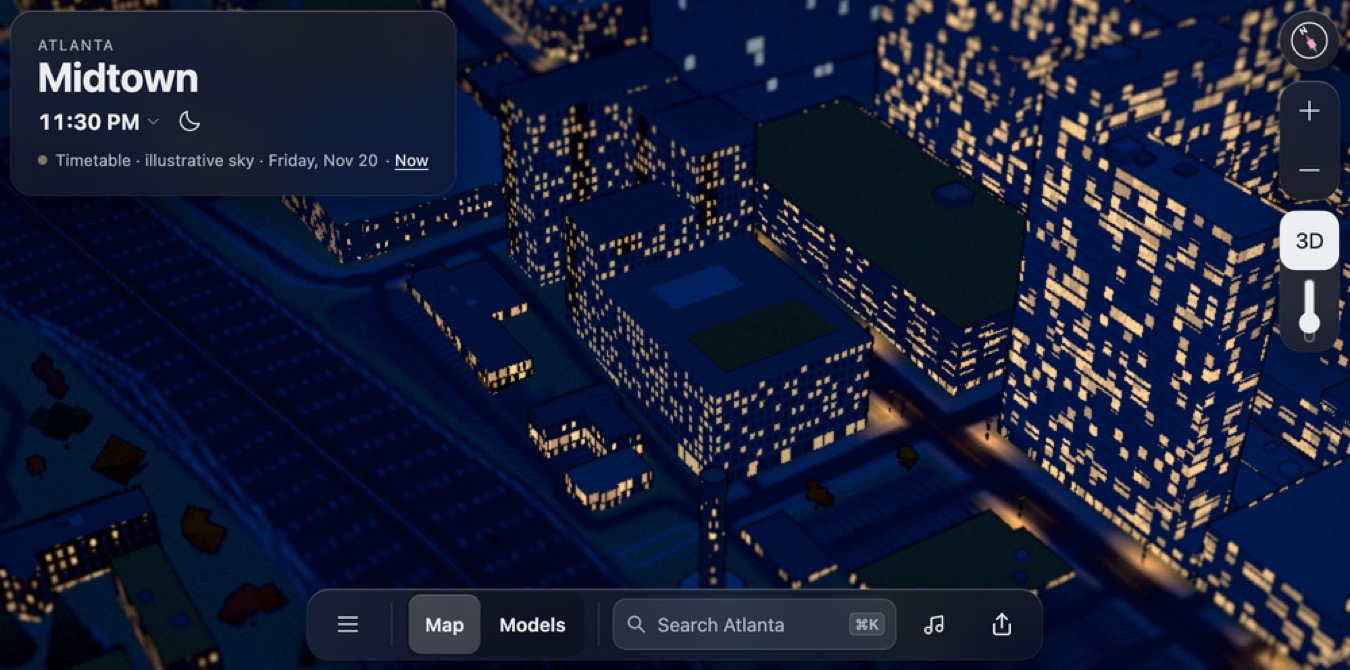 ATLANTA
Midtown
11:30 PM
Timetable · illustrative sky · Friday, Nov 20 · Now
N
3D
Map
Models
Search Atlanta
⌘K